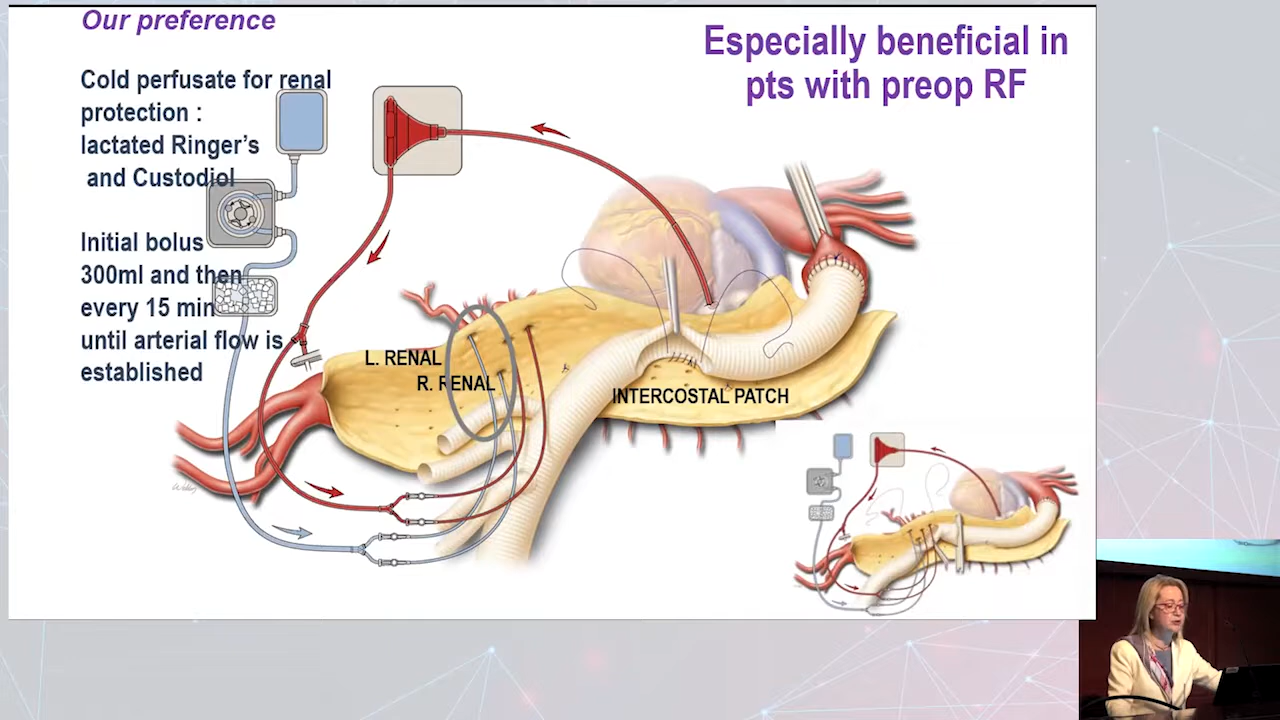 Our preference
Especially beneficial in
pts with preop RF
Cold perfusate for renal
protection :
lactated Ringer's
and Custodiol
Initial bolus
300ml and then
every 15 min
until arterial flow is
established
L. RENAL
R. RENAL
INTERCOSTAL PATCH